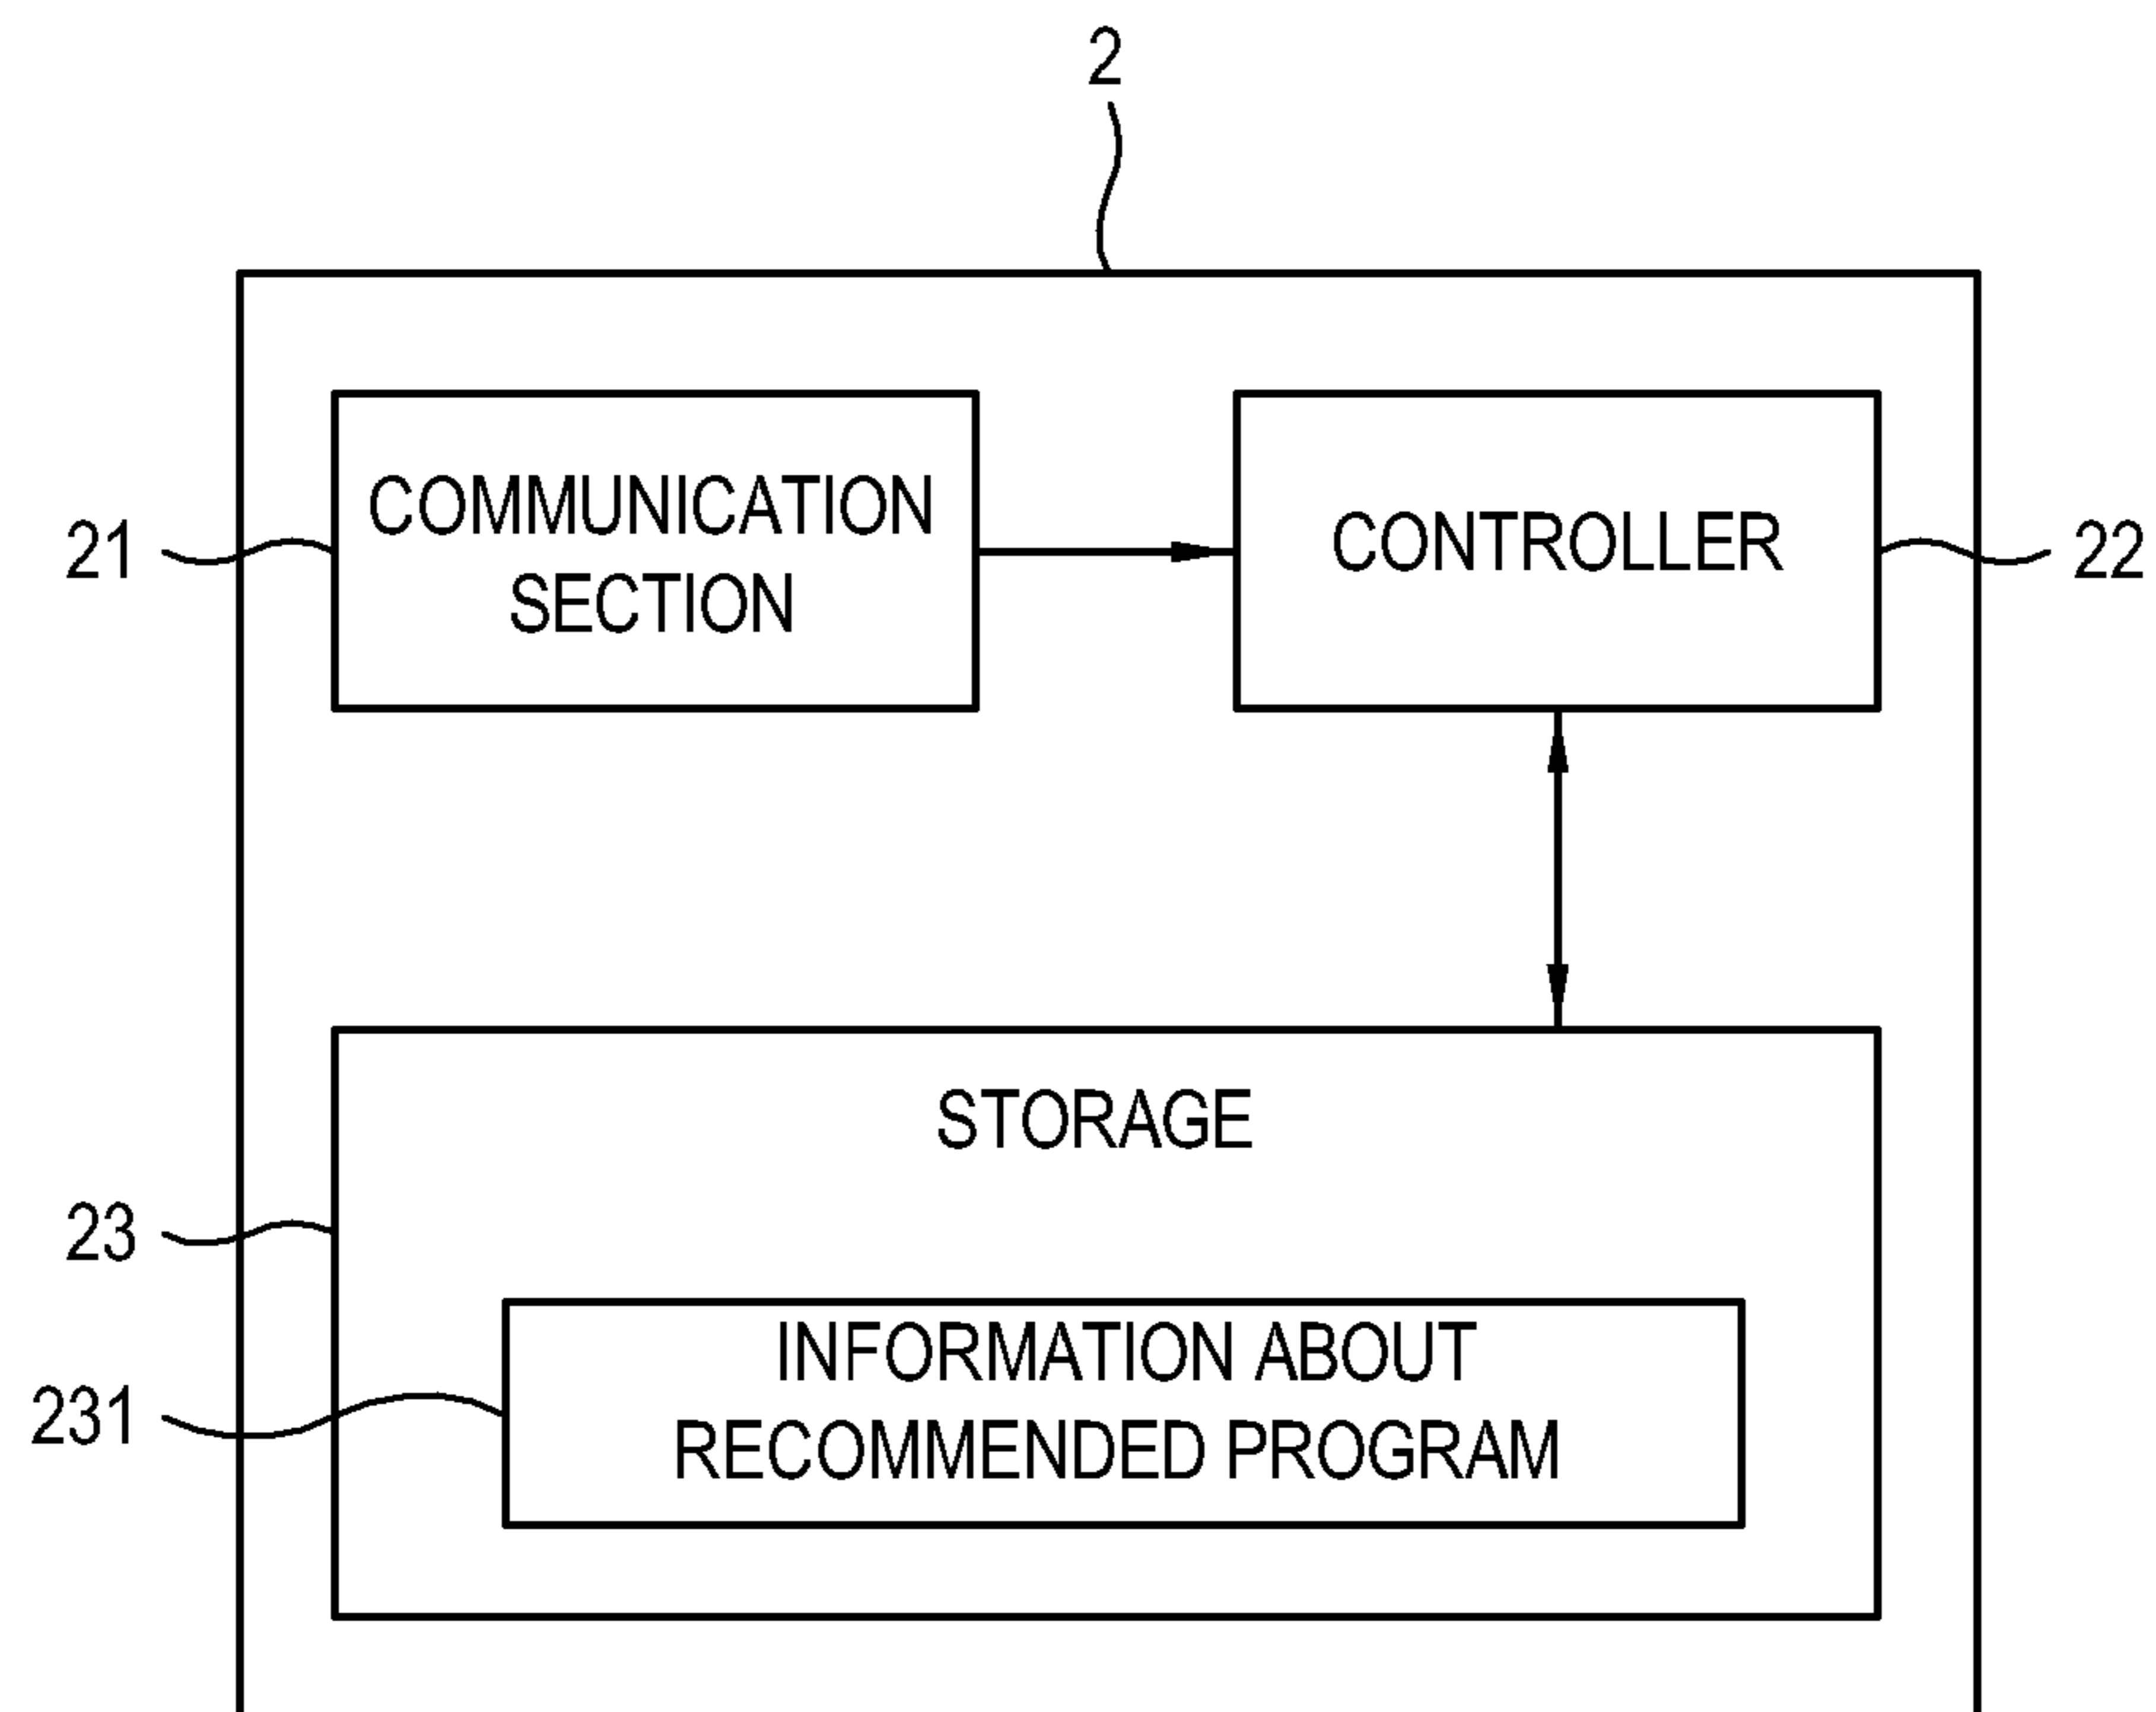 2
COMMUNICATION
SECTION
21
CONTROLLER
22
STORAGE
23
INFORMATION ABOUT
RECOMMENDED PROGRAM
231